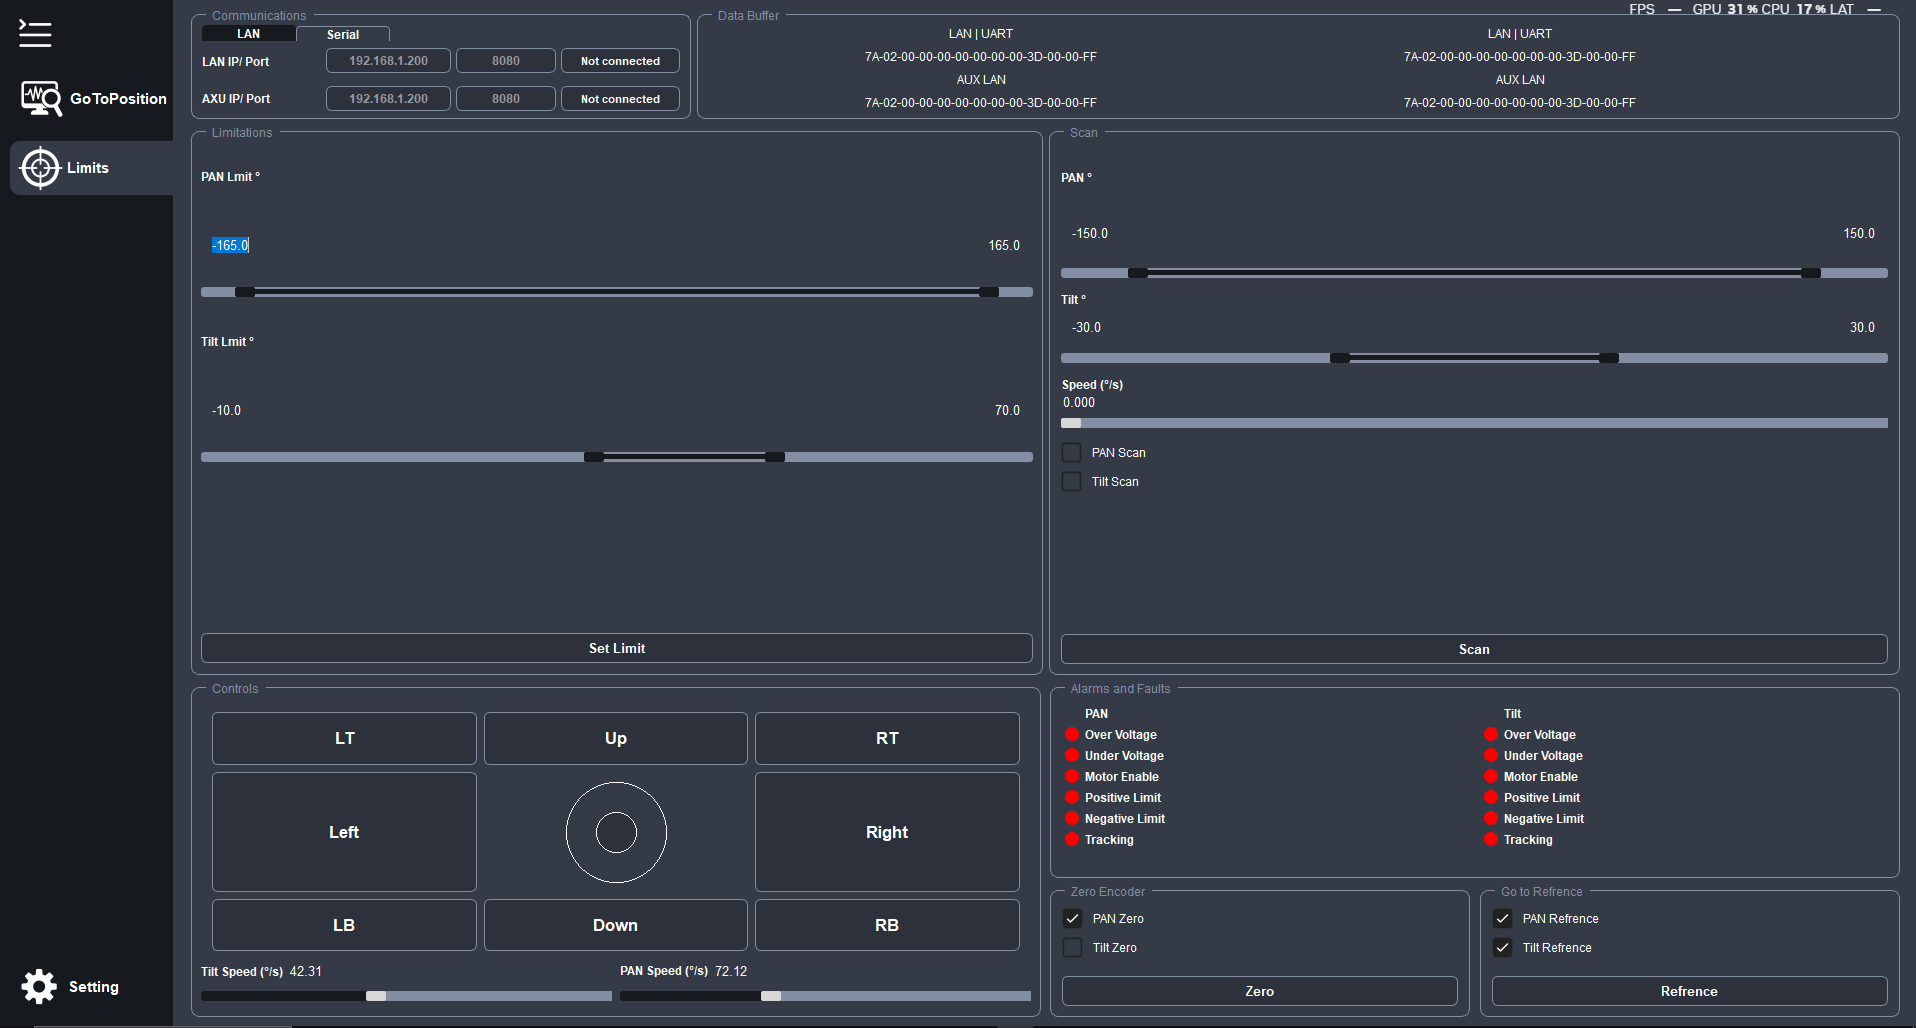 FPS — GPU 31 % CPU 17 % LAT —
GoToPosition
Limits
Setting
Communications
LAN Serial
LAN IP/ Port 192.168.1.200 8080 Not connected
AXU IP/ Port 192.168.1.200 8080 Not connected
Data Buffer
LAN | UART LAN | UART
7A-02-00-00-00-00-00-00-3D-00-00-FF 7A-02-00-00-00-00-00-00-3D-00-00-FF
AUX LAN AUX LAN
7A-02-00-00-00-00-00-00-3D-00-00-FF 7A-02-00-00-00-00-00-00-3D-00-00-FF
Limitations
PAN Lmit °
-165.0 165.0
Tilt Lmit °
-10.0 70.0
Set Limit
Scan
PAN °
-150.0 150.0
Tilt °
-30.0 30.0
Speed (°/s)
0.000
PAN Scan
Tilt Scan
Scan
Controls
LT Up RT
Left Right
LB Down RB
Tilt Speed (°/s) 42.31 PAN Speed (°/s) 72.12
Alarms and Faults
PAN Tilt
Over Voltage Over Voltage
Under Voltage Under Voltage
Motor Enable Motor Enable
Positive Limit Positive Limit
Negative Limit Negative Limit
Tracking Tracking
Zero Encoder
PAN Zero
Tilt Zero
Zero
Go to Refrence
PAN Refrence
Tilt Refrence
Refrence